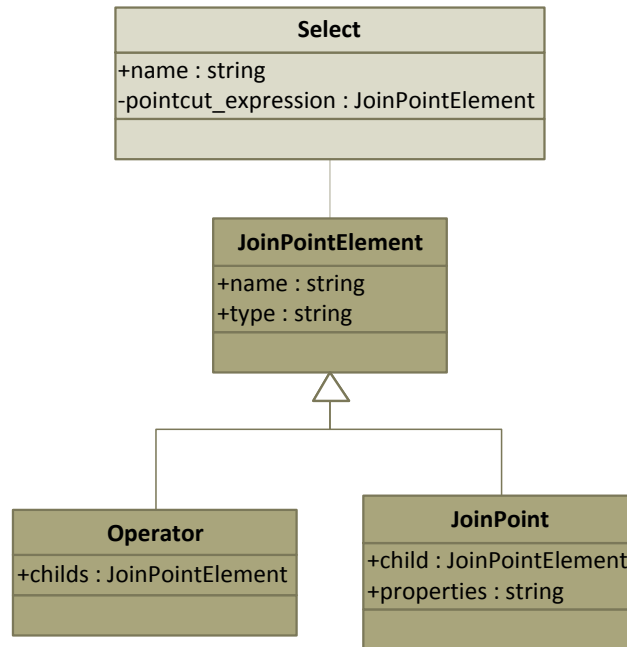 Select
+name : string
-pointcut_expression : JoinPointElement
JoinPointElement
+name : string
+type : string
Operator
+childs : JoinPointElement
JoinPoint
+child : JoinPointElement
+properties : string